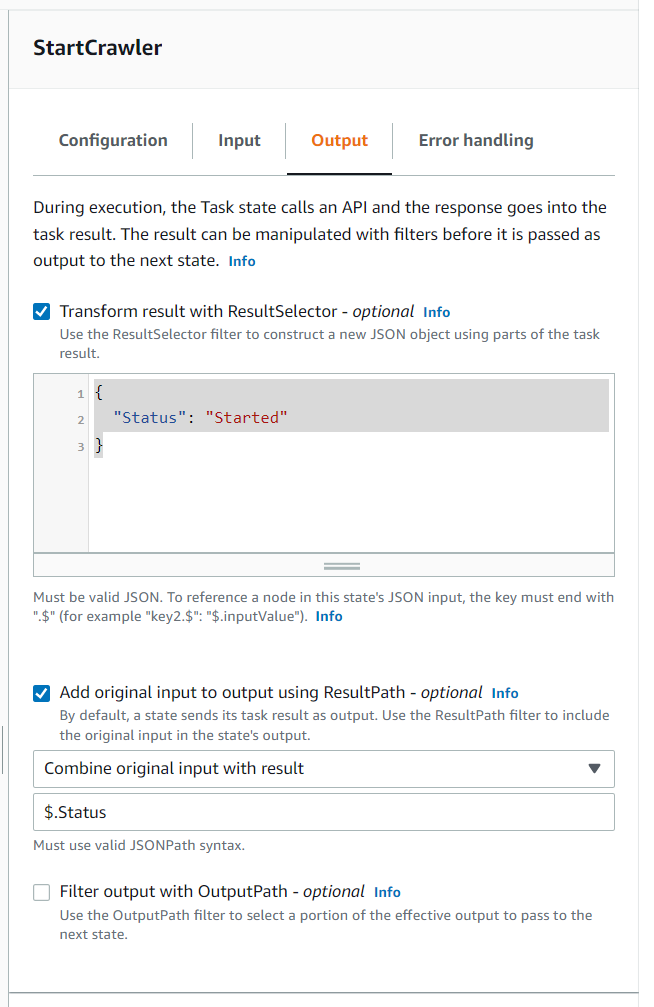 StartCrawler
Configuration
Input
Output
Error handling
During execution, the Task state calls an API and the response goes into the
task result. The result can be manipulated with filters before it is passed as
output to the next state. Info
Transform result with ResultSelector - optional Info
Use the ResultSelector filter to construct a new JSON object using parts of the task
result.
1 {
2 "Status": "Started"
3 }
Must be valid JSON. To reference a node in this state's JSON input, the key must end with
".$" (for example "key2.$": "$.inputValue"). Info
Add original input to output using ResultPath - optional Info
By default, a state sends its task result as output. Use the ResultPath filter to include
the original input in the state's output.
Combine original input with result
$.Status
Must use valid JSONPath syntax.
Filter output with OutputPath - optional Info
Use the OutputPath filter to select a portion of the effective output to pass to the
next state.